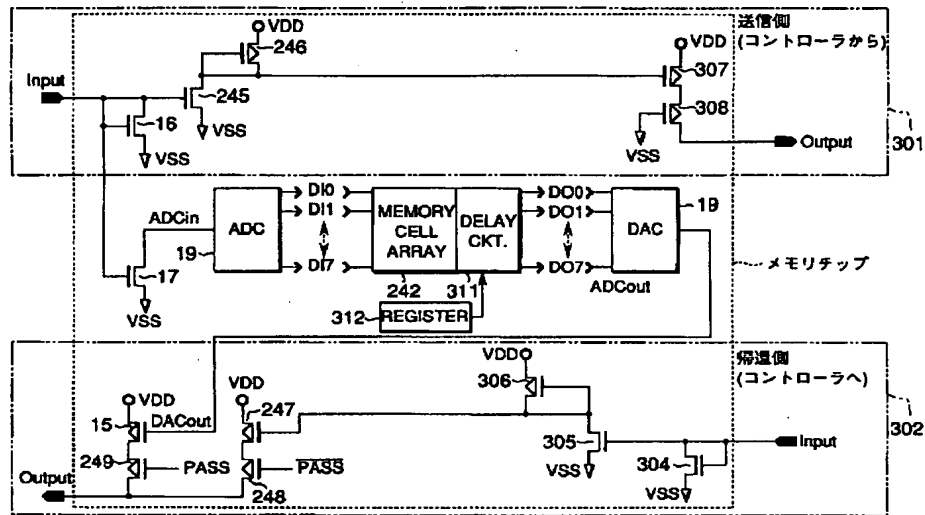 VDD
246
送信側
(コントローラから)
VDD
307
Input
245
308
16
VSS
VSS
VSS
Output
301
ADCin
ADC
19
DI0
DI1
DI7
MEMORY
CELL
ARRAY
DELAY
CKT.
DO0
DO1
DO7
DAC
19
ADCout
17
VSS
242
311
312
REGISTER
メモリチップ
VDD
306
帰還側
(コントローラへ)
VDD
DACout
15
VDD
247
302
305
Input
249
PASS
PASS
VSS
304
Output
248
VSS